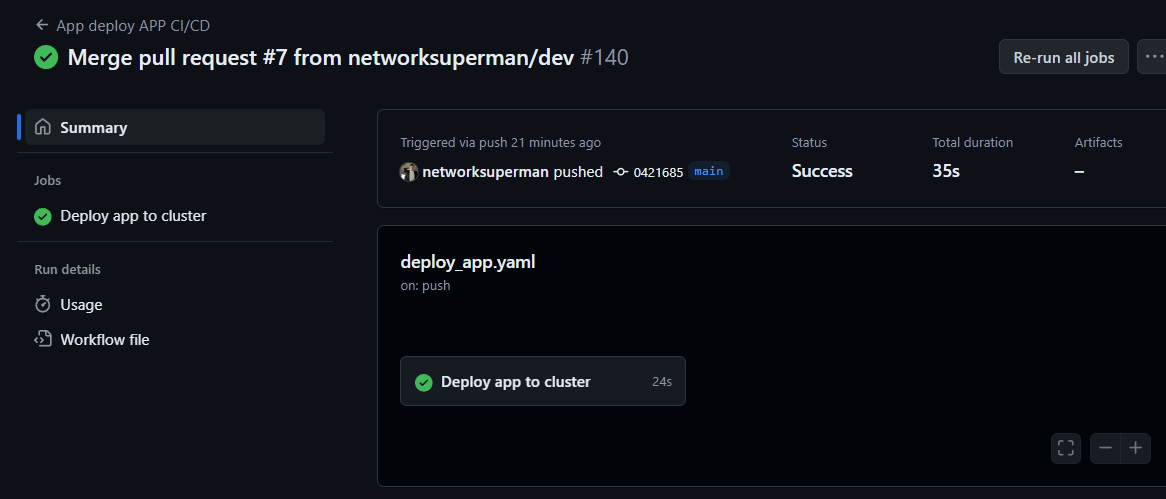 App deploy APP CI/CD
Merge pull request #7 from networksuperman/dev #140
Re-run all jobs
Summary
Jobs
Deploy app to cluster
Run details
Usage
Workflow file
Triggered via push 21 minutes ago
networksuperman pushed 0421685 main
Status
Success
Total duration
35s
Artifacts
–
deploy_app.yaml
on: push
Deploy app to cluster 24s